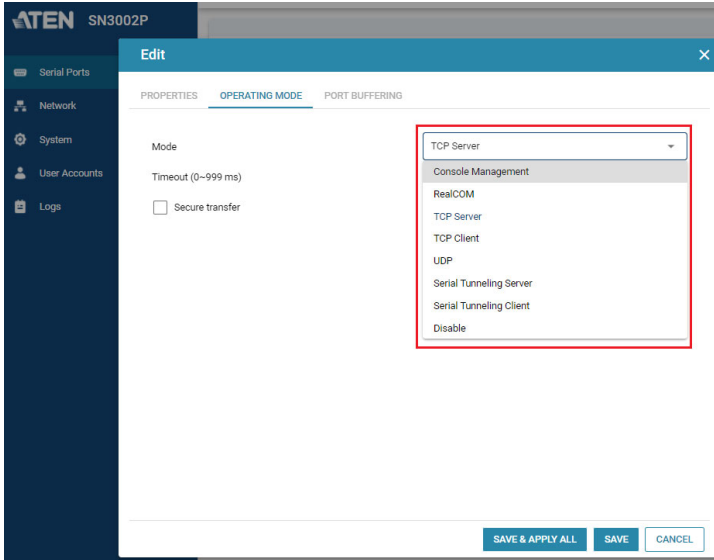 ATEN SN3002P
Edit
Serial Ports
Network
System
User Accounts
Logs
PROPERTIES OPERATING MODE PORT BUFFERING
Mode
TCP Server
Timeout (0~999 ms)
Secure transfer
Console Management
RealCOM
TCP Server
TCP Client
UDP
Serial Tunneling Server
Serial Tunneling Client
Disable
SAVE & APPLY ALL SAVE CANCEL